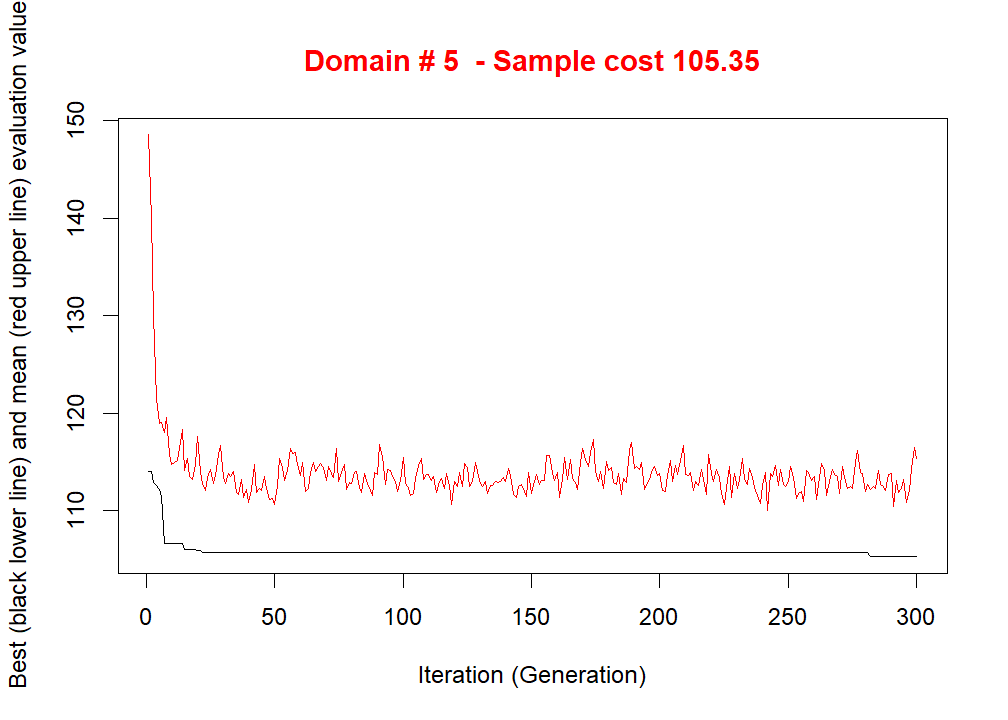 Domain # 5  - Sample cost 105.35
Best (black lower line) and mean (red upper line) evaluation value
150
140
130
120
110
0 50 100 150 200 250 300
Iteration (Generation)